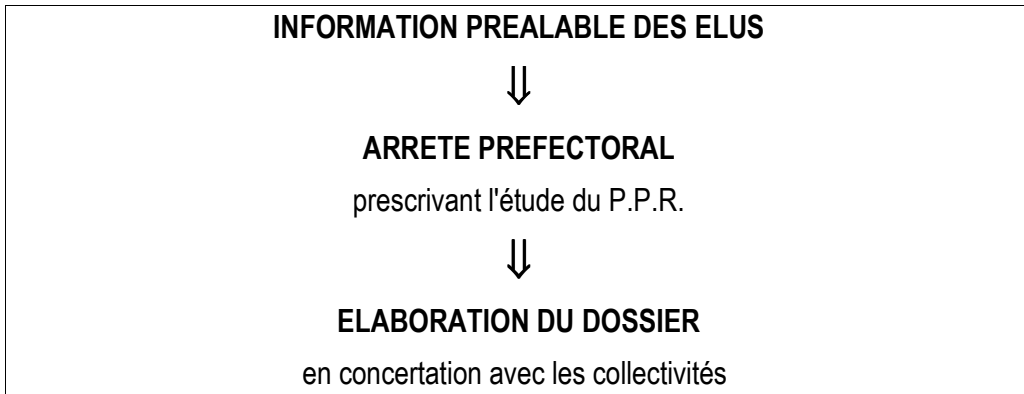 INFORMATION PREALABLE DES ELUS
⇓
ARRETE PREFECTORAL
prescrivant l'étude du P.P.R.
⇓
ELABORATION DU DOSSIER
en concertation avec les collectivités